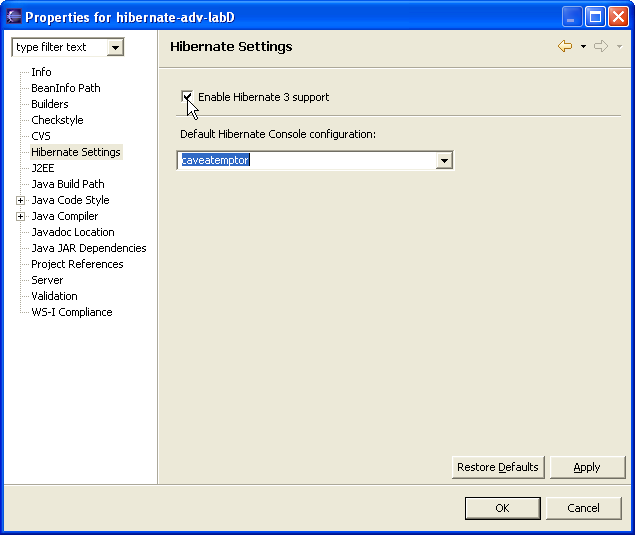 Properties for hibernate-adv-labD
type filter text
Info
BeanInfo Path
Builders
Checkstyle
CVS
Hibernate Settings
J2EE
Java Build Path
Java Code Style
Java Compiler
Javadoc Location
Java JAR Dependencies
Project References
Server
Validation
WS-I Compliance
Hibernate Settings
Enable Hibernate 3 support
Default Hibernate Console configuration:
caveatemptor
Restore Defaults
Apply
OK
Cancel